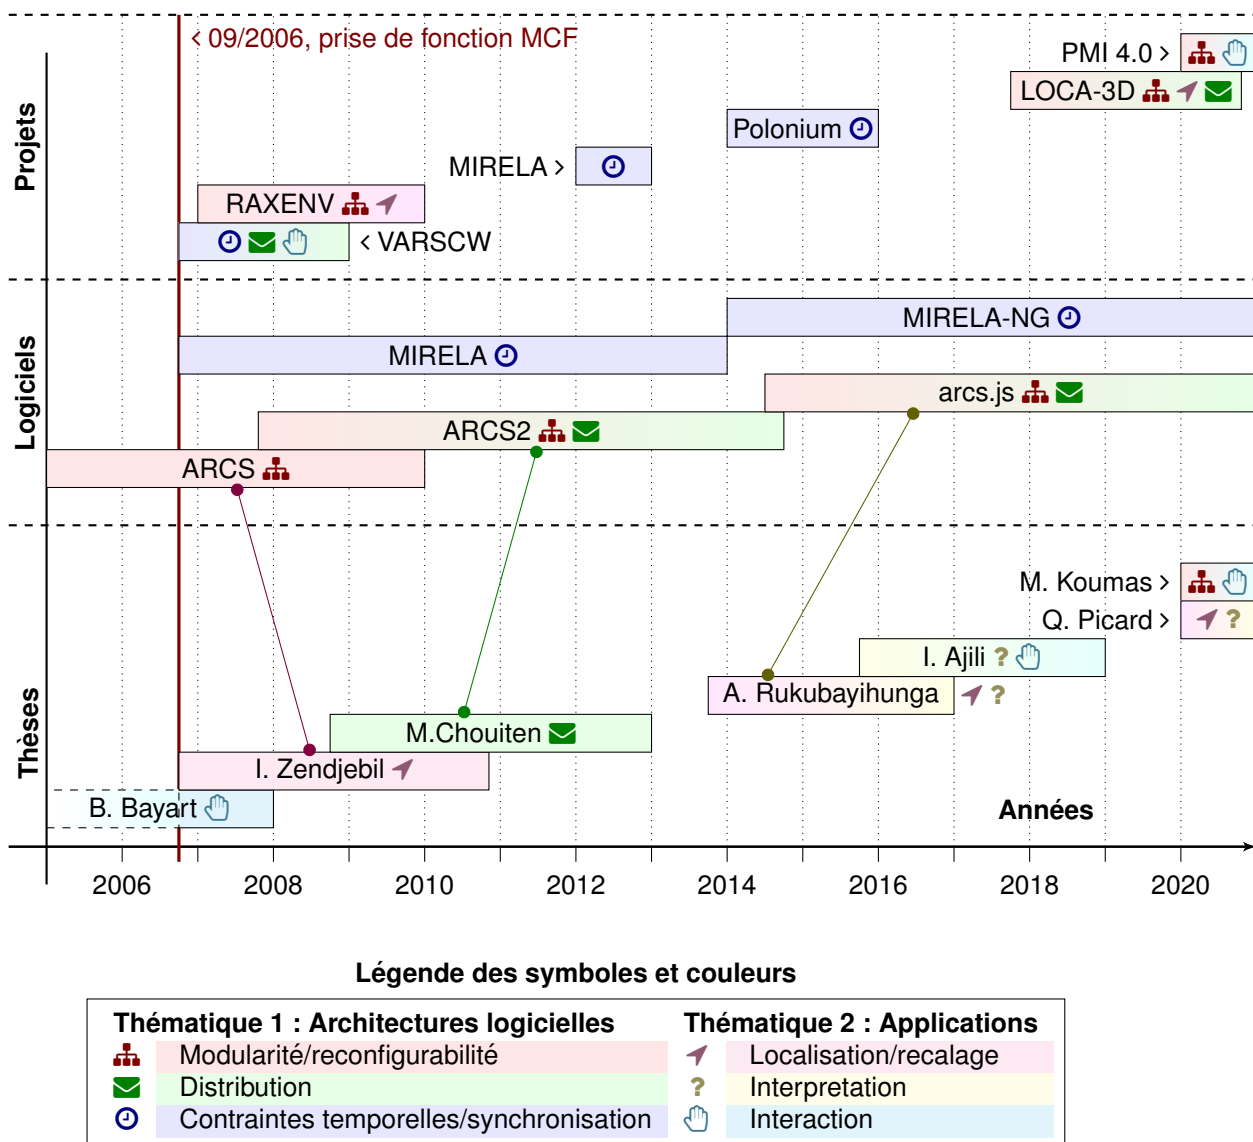 < 09/2006, prise de fonction MCF
Projets
PMI 4.0 >
LOCA-3D
Polonium
MIRELA >
RAXENV
< VARSCW
Logiciels
MIRELA-NG
MIRELA
arcs.js
ARCS2
ARCS
Thèses
M. Koumas >
Q. Picard >
I. Ajili ?
?
A. Rukubayihunga ?
M.Chouiten
I. Zendjebil
B. Bayart
Années
2006 2008 2010 2012 2014 2016 2018 2020
Légende des symboles et couleurs
Thématique 1 : Architectures logicielles
Modularité/reconfigurabilité
Distribution
Contraintes temporelles/synchronisation
Thématique 2 : Applications
Localisation/recalage
? Interpretation
Interaction